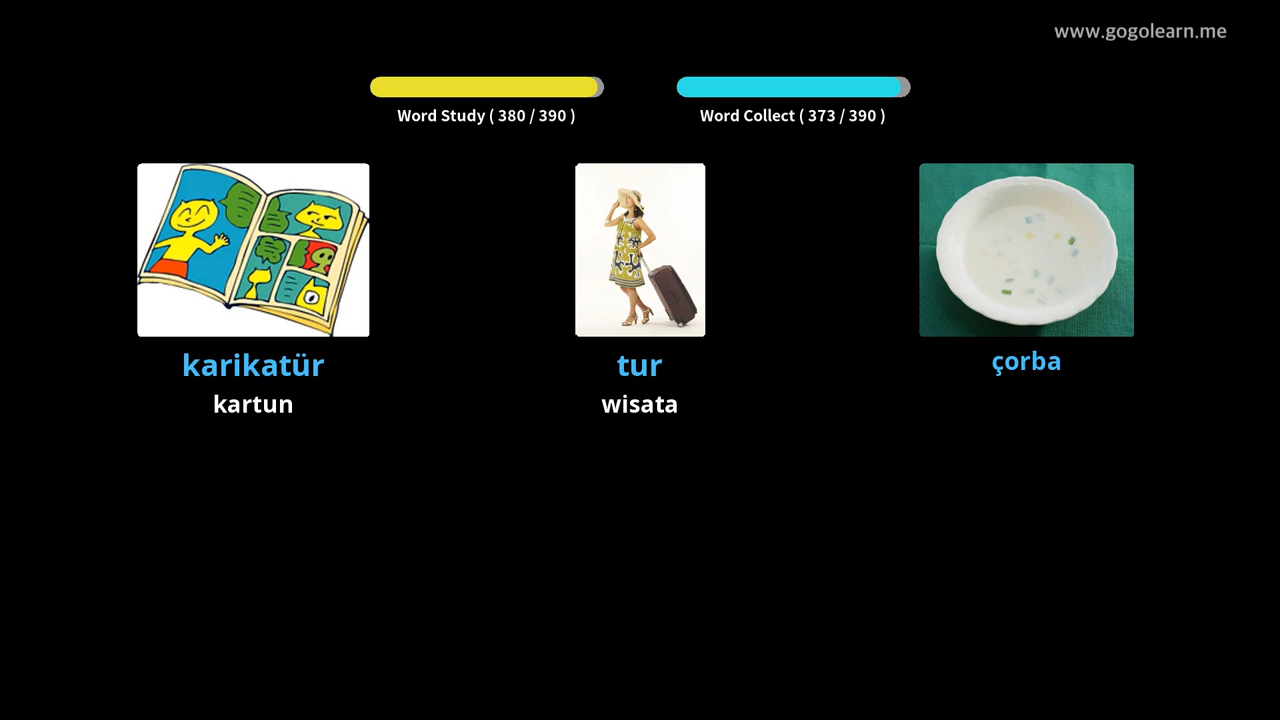 www.gogolearn.me
Word Study ( 380 / 390 )
Word Collect ( 373 / 390 )
karikatür
kartun
tur
wisata
çorba